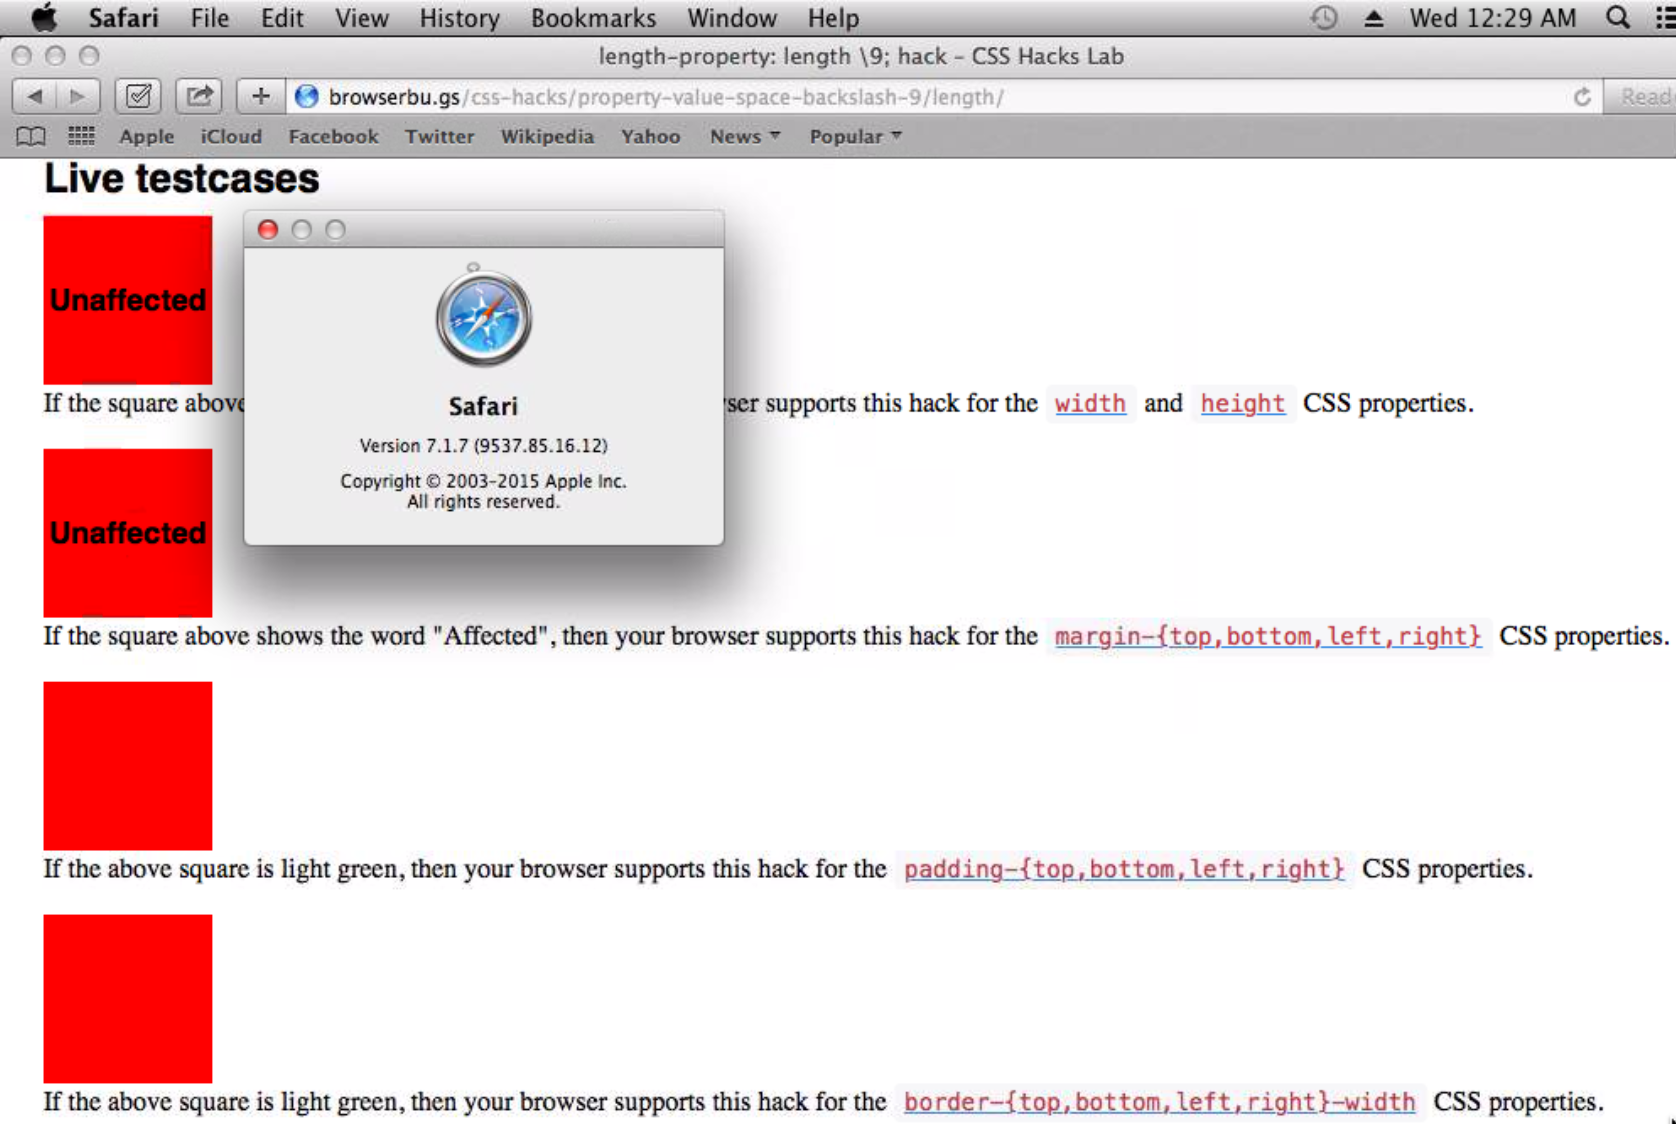 Safari File Edit View History Bookmarks Window Help Wed 12:29 AM
length-property: length \9; hack – CSS Hacks Lab
browserbu.gs/css-hacks/property-value-space-backslash-9/length/
Apple iCloud Facebook Twitter Wikipedia Yahoo News Popular
Live testcases
Unaffected
Safari
Version 7.1.7 (9537.85.16.12)
Copyright © 2003-2015 Apple Inc.
All rights reserved.
If the square above supports this hack for the width and height CSS properties.
Unaffected
If the square above shows the word "Affected", then your browser supports this hack for the margin-{top,bottom,left,right} CSS properties.
If the above square is light green, then your browser supports this hack for the padding-{top,bottom,left,right} CSS properties.
If the above square is light green, then your browser supports this hack for the border-{top,bottom,left,right}-width CSS properties.